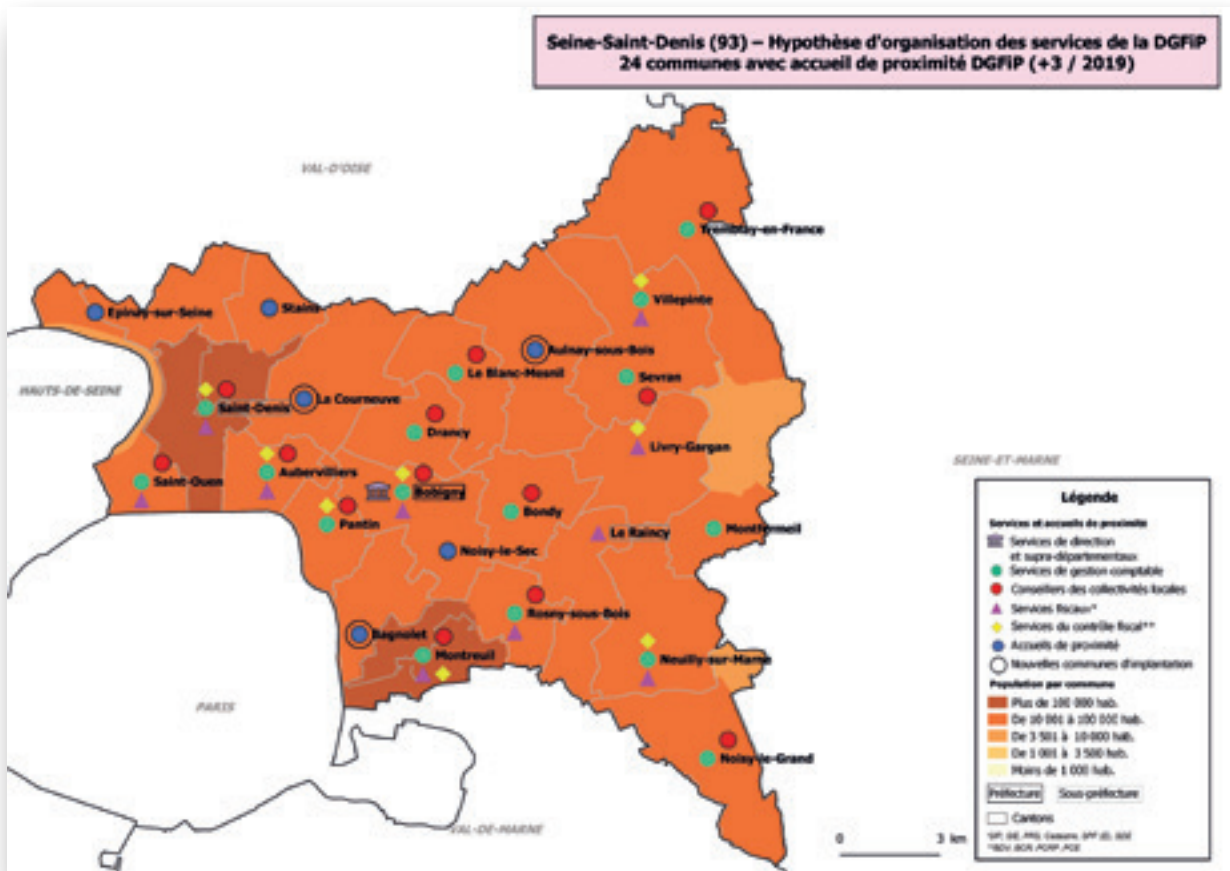 Seine-Saint-Denis (93) – Hypothèse d'organisation des services de la DGFiP
24 communes avec accueil de proximité DGFiP (+3 / 2019)
VAL-D'OISE
Tremblay-en-France
Villepinte
Epinay-sur-Seine
Stains
Aulnay-sous-Bois
HAUTS-DE-SEINE
Le Blanc-Mesnil
Sevran
La Courneuve
Saint-Denis
Drancy
Livry-Gargan
SEINE-ET-MARNE
Aubervilliers
Saint-Ouen
Bobigny
Bondy
Pantin
Le Raincy
Montfermeil
Noisy-le-Sec
Rosny-sous-Bois
Bagnolet
Montreuil
Neuilly-sur-Marne
PARIS
Noisy-le-Grand
VAL-DE-MARNE
0 3 km
Légende
Services et accueils de proximité
Services de direction
et supra-départementaux
Services de gestion comptable
Conseillers des collectivités locales
Services fiscaux*
Services du contrôle fiscal**
Accueils de proximité
Nouvelles communes d'implantation
Population par commune
Plus de 100 000 hab.
De 10 001 à 100 000 hab.
De 3 501 à 10 000 hab.
De 1 001 à 3 500 hab.
Moins de 1 000 hab.
Préfecture Sous-préfecture
Cantons